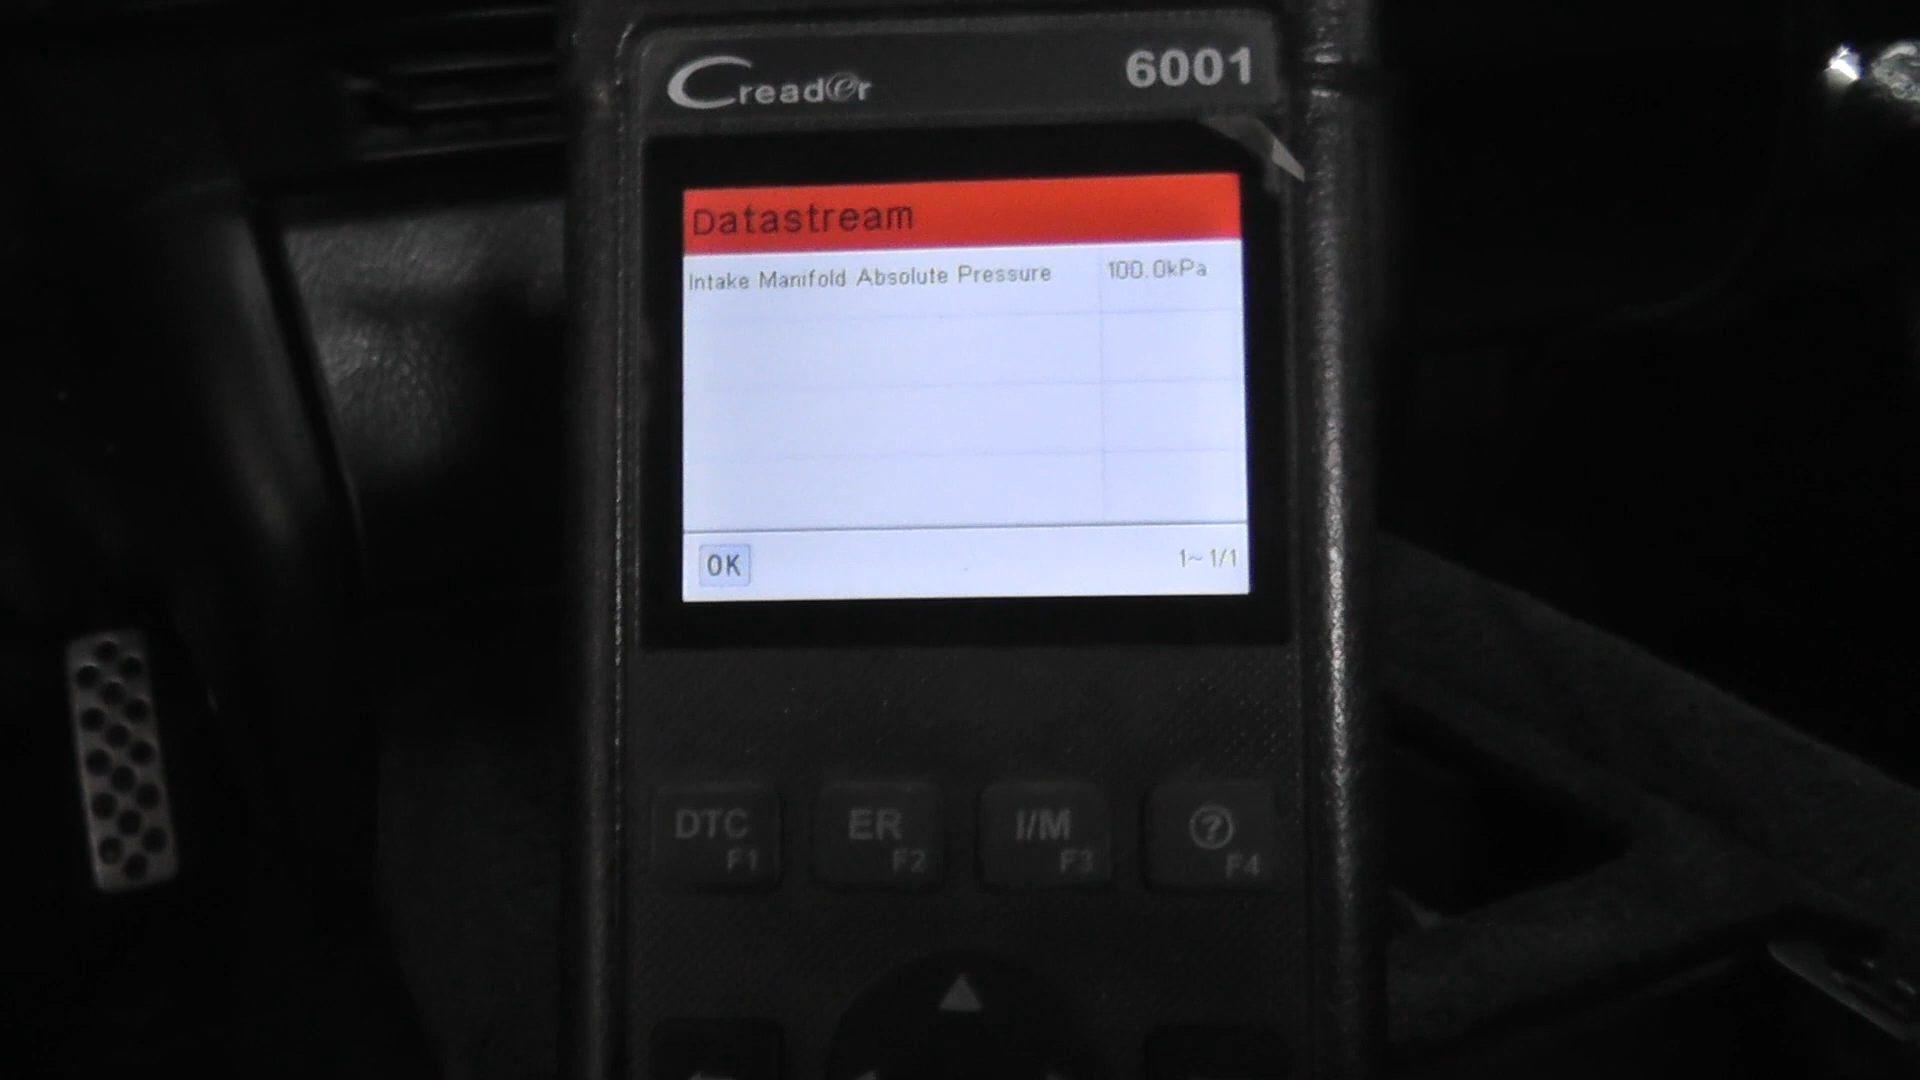 Creader 6001
Datastream
Intake Manifold Absolute Pressure 100.0kPa
OK 1~ 1/1
DTC ER I/M ?
F1 F2 F3 F4